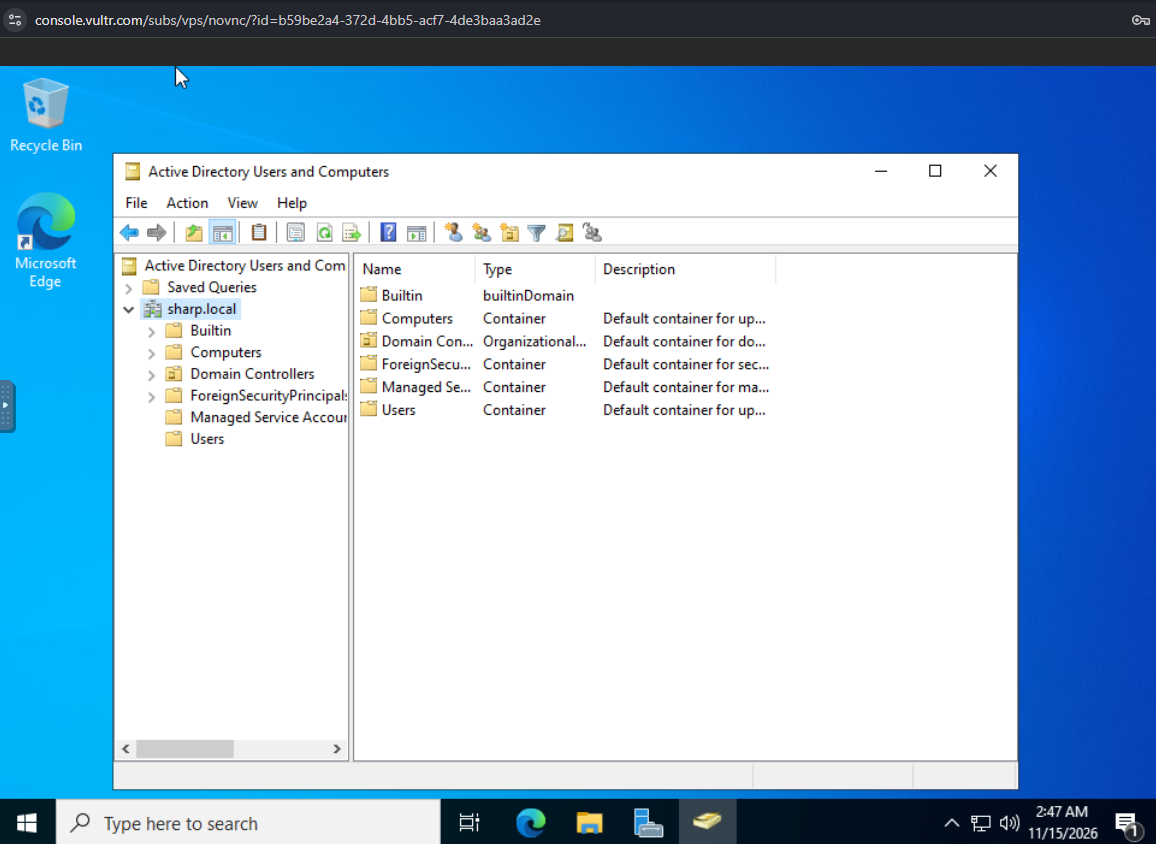 console.vultr.com/subs/vps/novnc/?id=b59be2a4-372d-4bb5-acf7-4de3baa3ad2e
Recycle Bin
Microsoft
Edge
Active Directory Users and Computers
File Action View Help
Active Directory Users and Com
Saved Queries
sharp.local
Builtin
Computers
Domain Controllers
ForeignSecurityPrincipals
Managed Service Accour
Users
Name Type Description
Builtin builtinDomain
Computers Container Default container for up...
Domain Con... Organizational... Default container for do...
ForeignSecu... Container Default container for sec...
Managed Se... Container Default container for ma...
Users Container Default container for up...
Type here to search
2:47 AM
11/15/2026
1